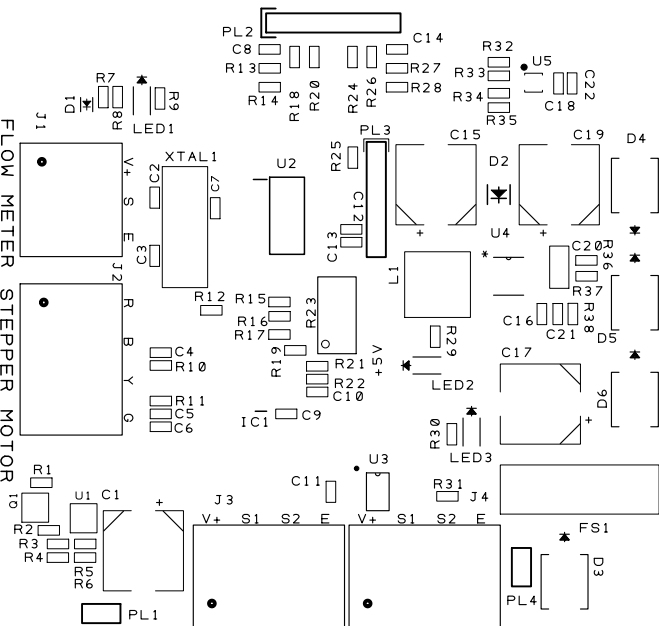 PL2
C8
C14
R13
R27
R14
R28
R18
R20
R24
R26
R32
R33
U5
R34
R35
C18
C22
R7
D1
R8
R9
LED1
J1
FLOW METER
V+
S
E
XTAL1
C2
C7
C3
U2
R25
PL3
C12
C13
C15
D2
C19
D4
U4
*
C20
R36
R37
L1
C16
C21
R38
D5
J2
STEPPER MOTOR
R
B
Y
G
R12
R15
R16
R17
R19
R23
R29
+
+
+5V
R21
R22
C10
C4
R10
R11
C5
C6
IC1
C9
LED2
C17
+
D6
R30
LED3
R1
Q1
U1
C1
+
R2
R3
R4
R5
R6
PL1
J3
V+ S1 S2 E
C11
U3
R31
J4
V+ S1 S2 E
FS1
PL4
D3